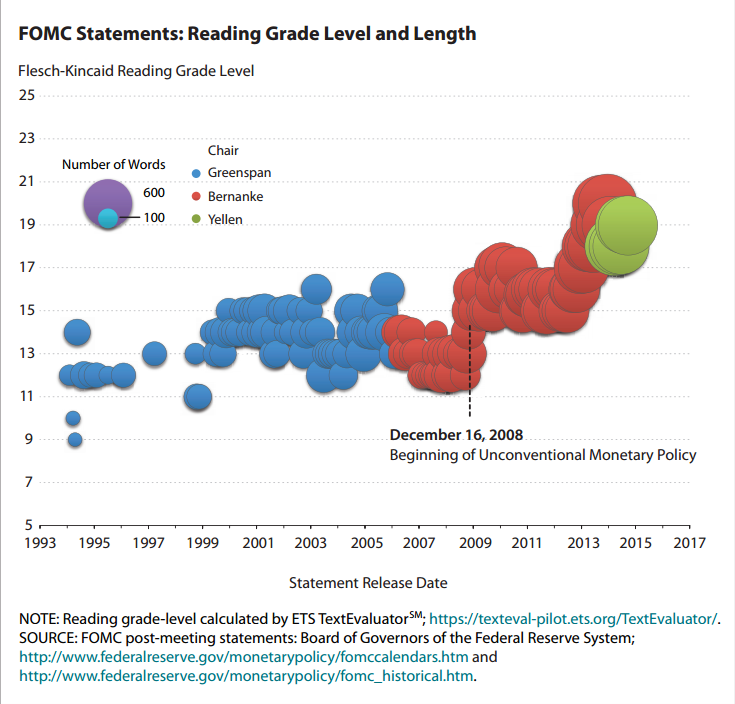 FOMC Statements: Reading Grade Level and Length
Flesch-Kincaid Reading Grade Level
25
23
21
19
17
15
13
11
9
7
5
Number of Words
600
100
Chair
Greenspan
Bernanke
Yellen
December 16, 2008
Beginning of Unconventional Monetary Policy
1993 1995 1997 1999 2001 2003 2005 2007 2009 2011 2013 2015 2017
Statement Release Date
NOTE: Reading grade-level calculated by ETS TextEvaluator℠; https://texteval-pilot.ets.org/TextEvaluator/.
SOURCE: FOMC post-meeting statements: Board of Governors of the Federal Reserve System;
http://www.federalreserve.gov/monetarypolicy/fomccalendars.htm and
http://www.federalreserve.gov/monetarypolicy/fomc_historical.htm.